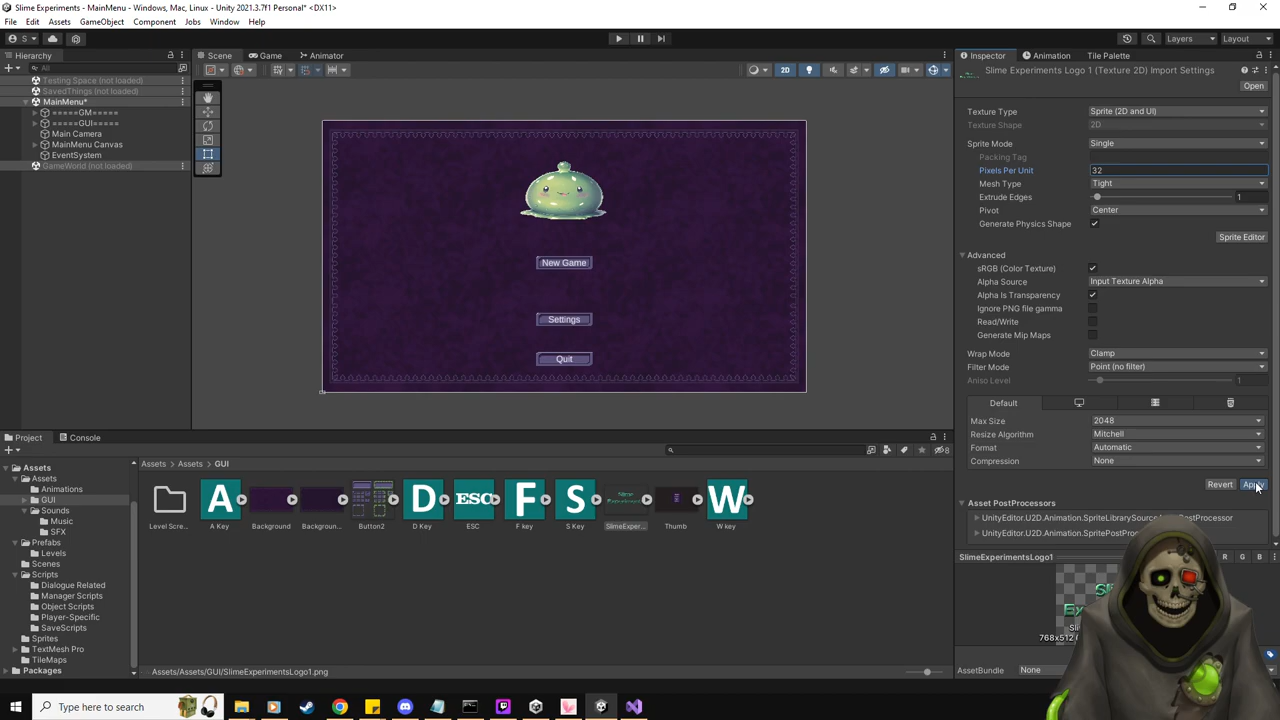 Slime Experiments - MainMenu - Windows, Mac, Linux - Unity 2021.3.7f1 Personal* <DX11>
File Edit Assets GameObject Component Jobs Window Help
S Layers Layout
Hierarchy
All
Testing Space (not loaded)
SavedThings (not loaded)
MainMenu*
=====GM=====
=====GUI=====
Main Camera
MainMenu Canvas
EventSystem
GameWorld (not loaded)
Scene Game Animator
2D
New Game
Settings
Quit
Inspector Animation Tile Palette
Slime Experiments Logo 1 (Texture 2D) Import Settings
Open
Texture Type Sprite (2D and UI)
Texture Shape 2D
Sprite Mode Single
Packing Tag
Pixels Per Unit 32
Mesh Type Tight
Extrude Edges 1
Pivot Center
Generate Physics Shape
Sprite Editor
Advanced
sRGB (Color Texture)
Alpha Source Input Texture Alpha
Alpha Is Transparency
Ignore PNG file gamma
Read/Write
Generate Mip Maps
Wrap Mode Clamp
Filter Mode Point (no filter)
Aniso Level 1
Default
Max Size 2048
Resize Algorithm Mitchell
Format Automatic
Compression None
Revert Apply
Asset PostProcessors
UnityEditor.U2D.Animation.SpriteLibrarySourceAssetPostProcessor
UnityEditor.U2D.Animation.SpritePostProc
SlimeExperimentsLogo1 R G B
768x512
AssetBundle None
Project Console
8
Assets
Assets
Animations
GUI
Sounds
Music
SFX
Prefabs
Levels
Scenes
Scripts
Dialogue Related
Manager Scripts
Object Scripts
Player-Specific
SaveScripts
Sprites
TextMesh Pro
TileMaps
Packages
Assets > Assets > GUI
A D ESC F S W
Level Scre... A Key Background Backgroun... Button2 D Key ESC F key S Key SlimeExper... Thumb W key
Assets/Assets/GUI/SlimeExperimentsLogo1.png
Type here to search